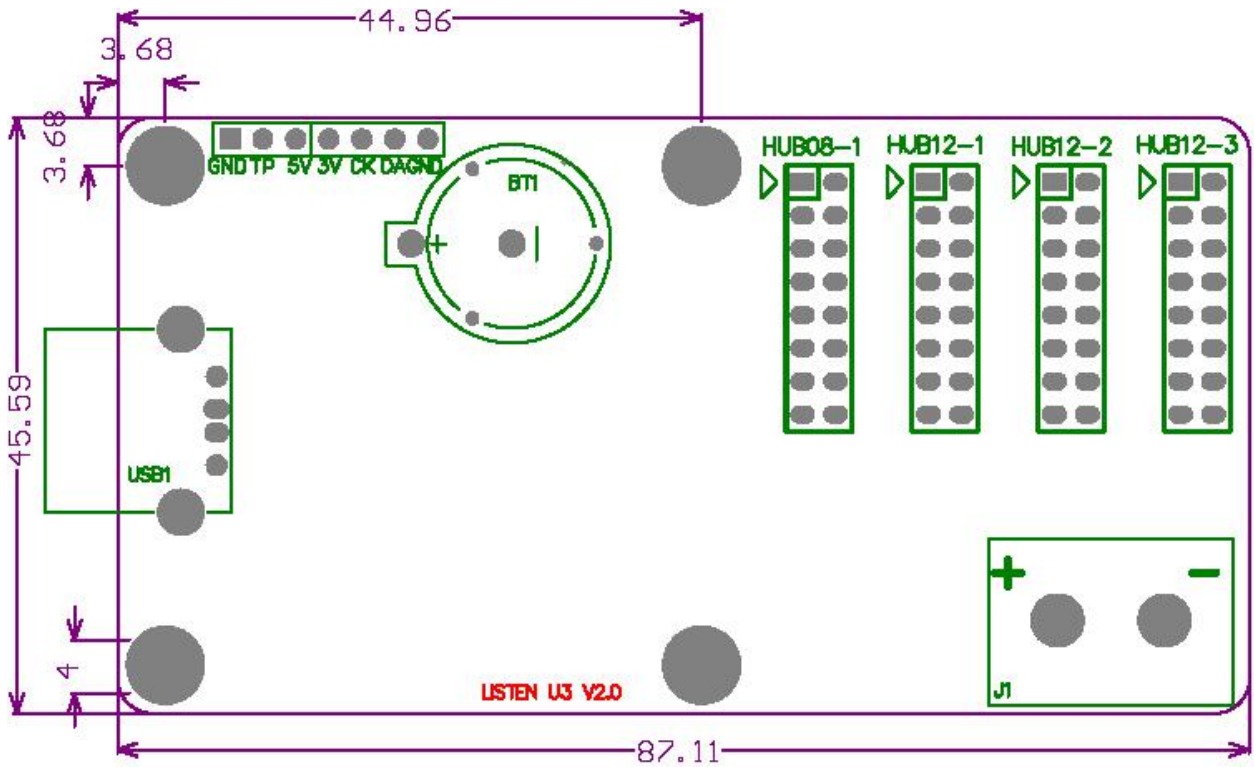 44.96
3.68
3.68
GND TP 5V 3V CK DA GND
BT1
+
HUB08-1 HUB12-1 HUB12-2 HUB12-3
45.59
USB1
+ -
4
LISTEN U3 V2.0
J1
87.11